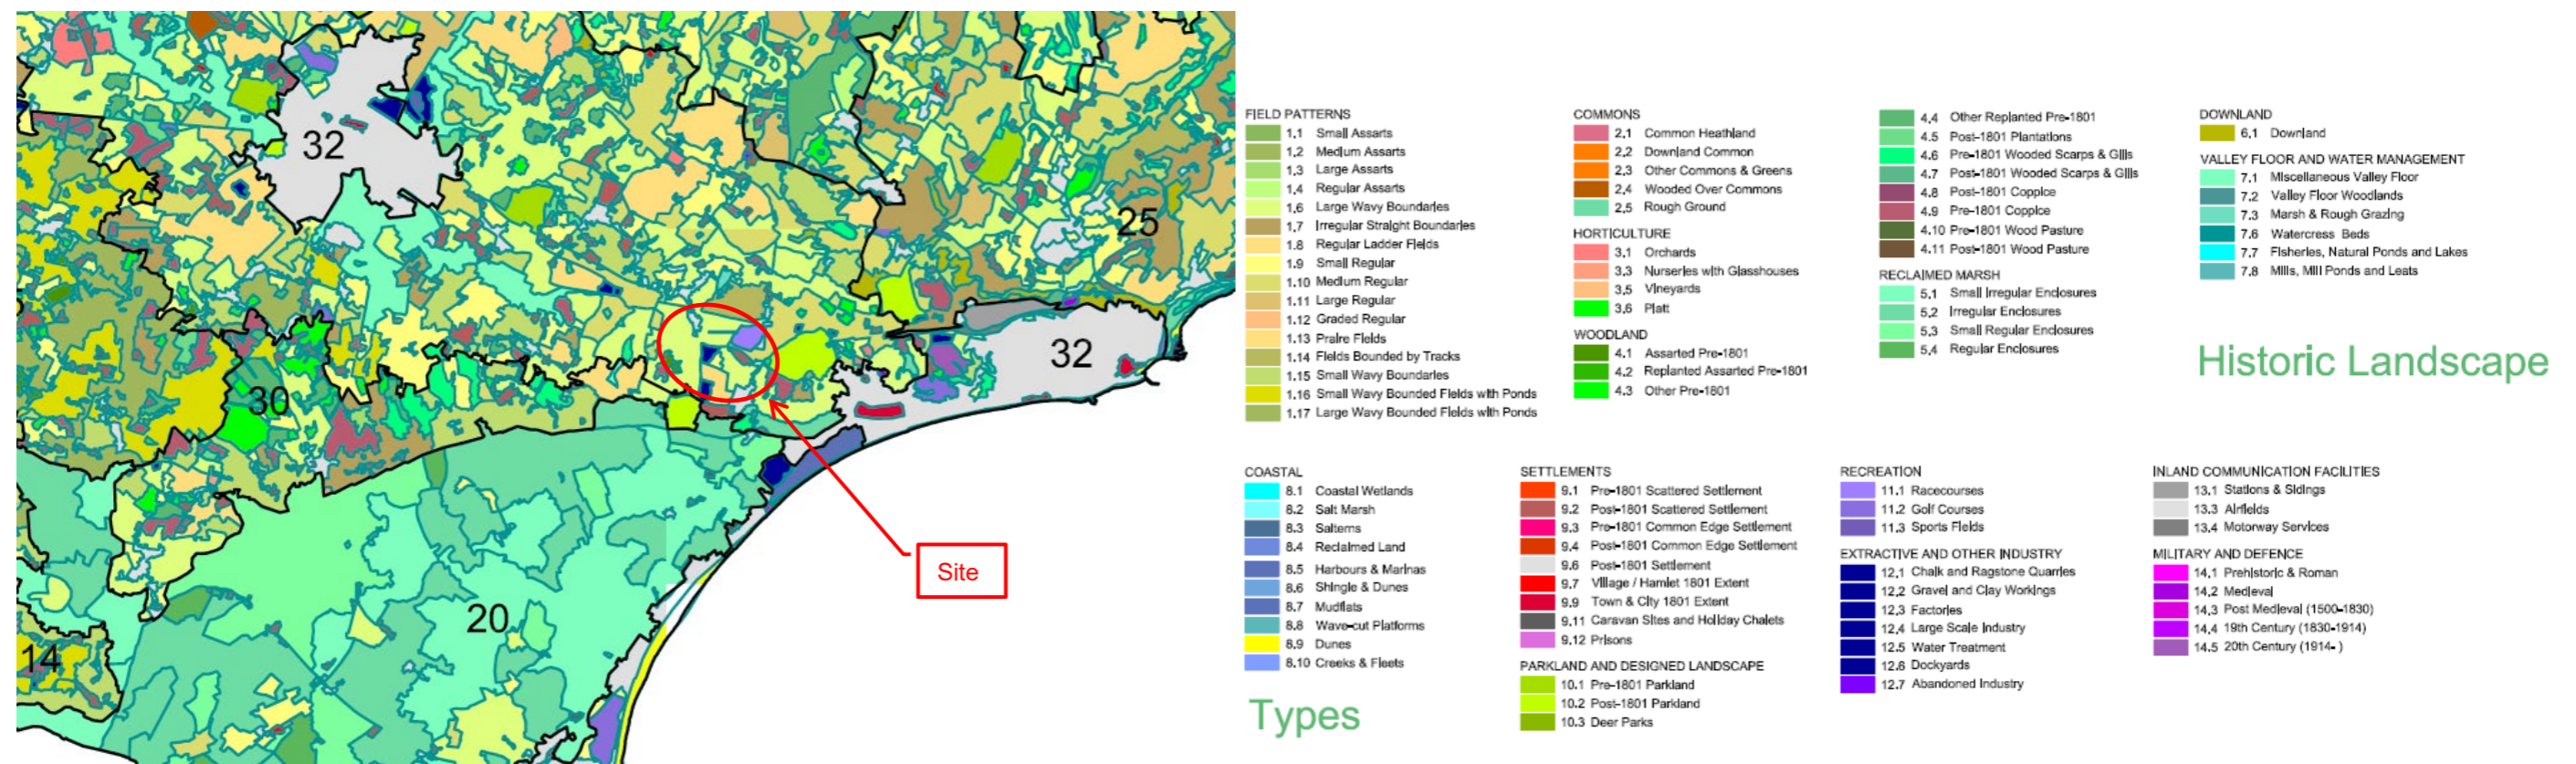 32
25
32
30
20
14
Site
FIELD PATTERNS
1.1 Small Assarts
1.2 Medium Assarts
1.3 Large Assarts
1.4 Regular Assarts
1.6 Large Wavy Boundaries
1.7 Irregular Straight Boundaries
1.8 Regular Ladder Fields
1.9 Small Regular
1.10 Medium Regular
1.11 Large Regular
1.12 Graded Regular
1.13 Praire Fields
1.14 Fields Bounded by Tracks
1.15 Small Wavy Boundaries
1.16 Small Wavy Bounded Fields with Ponds
1.17 Large Wavy Bounded Fields with Ponds
COMMONS
2.1 Common Heathland
2.2 Downland Common
2.3 Other Commons & Greens
2.4 Wooded Over Commons
2.5 Rough Ground
HORTICULTURE
3.1 Orchards
3.3 Nurseries with Glasshouses
3.5 Vineyards
3.6 Platt
WOODLAND
4.1 Assarted Pre-1801
4.2 Replanted Assarted Pre-1801
4.3 Other Pre-1801
4.4 Other Replanted Pre-1801
4.5 Post-1801 Plantations
4.6 Pre-1801 Wooded Scarps & Gills
4.7 Post-1801 Wooded Scarps & Gills
4.8 Post-1801 Coppice
4.9 Pre-1801 Coppice
4.10 Pre-1801 Wood Pasture
4.11 Post-1801 Wood Pasture
RECLAIMED MARSH
5.1 Small Irregular Enclosures
5.2 Irregular Enclosures
5.3 Small Regular Enclosures
5.4 Regular Enclosures
DOWNLAND
6.1 Downland
VALLEY FLOOR AND WATER MANAGEMENT
7.1 Miscellaneous Valley Floor
7.2 Valley Floor Woodlands
7.3 Marsh & Rough Grazing
7.6 Watercress Beds
7.7 Fisheries, Natural Ponds and Lakes
7.8 Mills, Mill Ponds and Leats
Historic Landscape
COASTAL
8.1 Coastal Wetlands
8.2 Salt Marsh
8.3 Salterns
8.4 Reclaimed Land
8.5 Harbours & Marinas
8.6 Shingle & Dunes
8.7 Mudflats
8.8 Wave-cut Platforms
8.9 Dunes
8.10 Creeks & Fleets
Types
SETTLEMENTS
9.1 Pre-1801 Scattered Settlement
9.2 Post-1801 Scattered Settlement
9.3 Pre-1801 Common Edge Settlement
9.4 Post-1801 Common Edge Settlement
9.6 Post-1801 Settlement
9.7 Village / Hamlet 1801 Extent
9.9 Town & City 1801 Extent
9.11 Caravan Sites and Holiday Chalets
9.12 Prisons
PARKLAND AND DESIGNED LANDSCAPE
10.1 Pre-1801 Parkland
10.2 Post-1801 Parkland
10.3 Deer Parks
RECREATION
11.1 Racecourses
11.2 Golf Courses
11.3 Sports Fields
EXTRACTIVE AND OTHER INDUSTRY
12.1 Chalk and Ragstone Quarries
12.2 Gravel and Clay Workings
12.3 Factories
12.4 Large Scale Industry
12.5 Water Treatment
12.6 Dockyards
12.7 Abandoned Industry
INLAND COMMUNICATION FACILITIES
13.1 Stations & Sidings
13.3 Airfields
13.4 Motorway Services
MILITARY AND DEFENCE
14.1 Prehistoric & Roman
14.2 Medieval
14.3 Post Medieval (1500-1830)
14.4 19th Century (1830-1914)
14.5 20th Century (1914- )